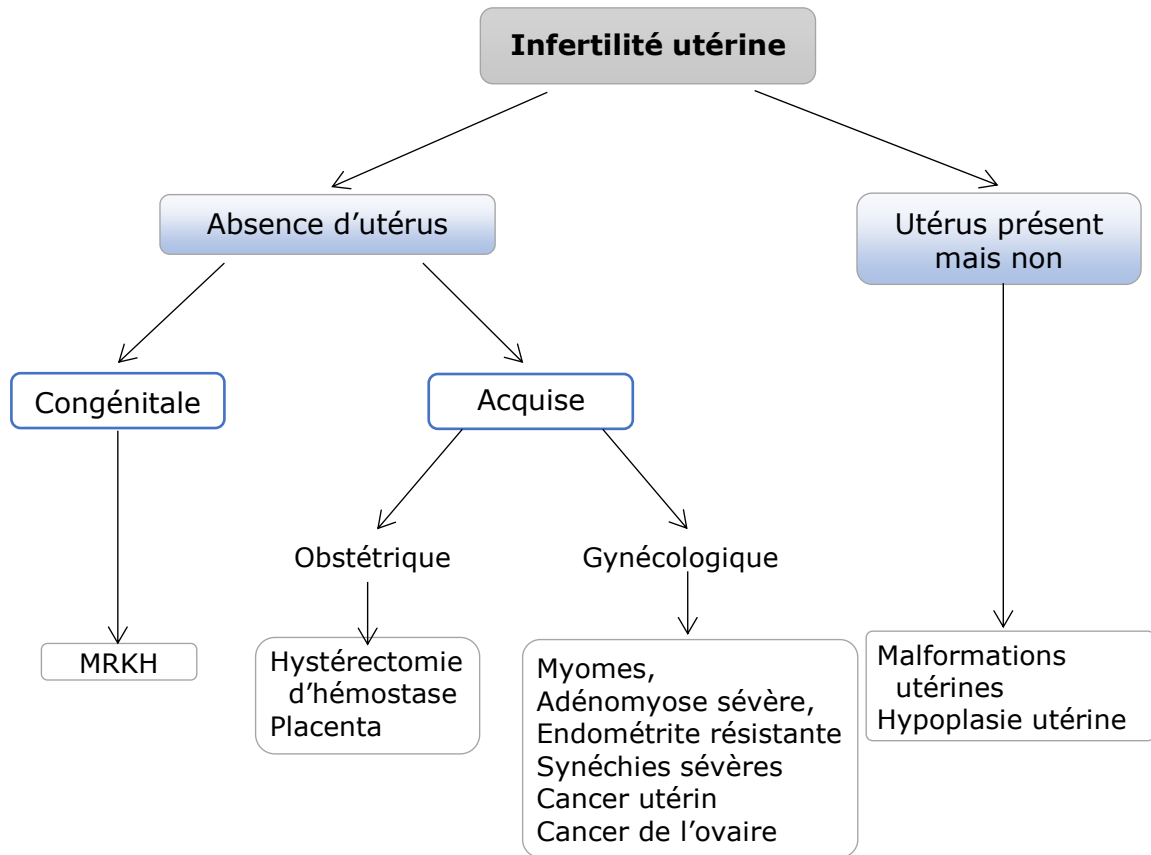 Infertilité utérine
Absence d'utérus
Utérus présent
mais non
Congénitale
Acquise
Obstétrique
Gynécologique
MRKH
Hystérectomie
d'hémostase
Placenta
Myomes,
Adénomyose sévère,
Endométrite résistante
Synéchies sévères
Cancer utérin
Cancer de l'ovaire
Malformations
utérines
Hypoplasie utérine